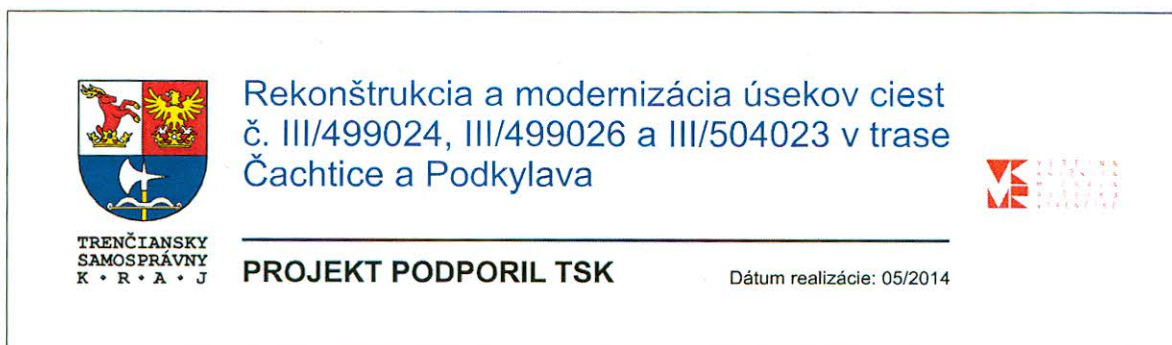 Rekonštrukcia a modernizácia úsekov ciest
č. III/499024, III/499026 a III/504023 v trase
Čachtice a Podkylava
TRENČIANSKY
SAMOSPRÁVNY
K • R • A • J
PROJEKT PODPORIL TSK
Dátum realizácie: 05/2014